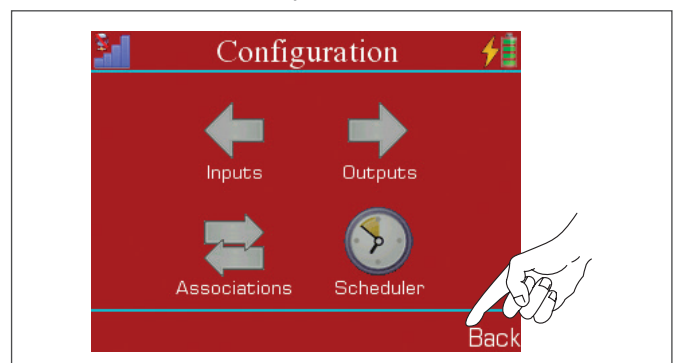 Configuration
Inputs Outputs
Associations Scheduler
Back